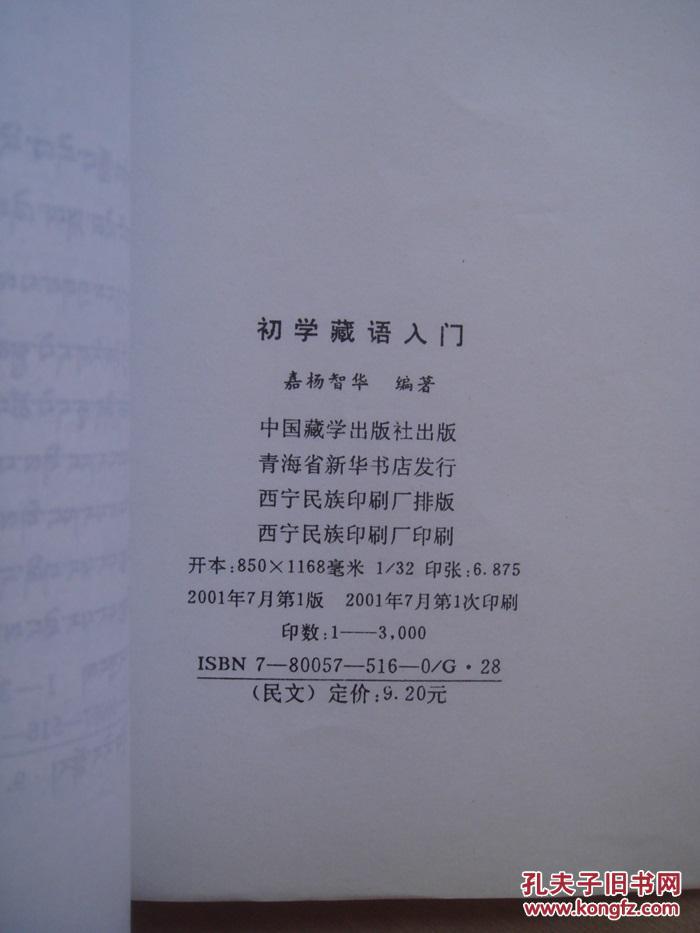 初学藏语入门
嘉杨智华 编著
中国藏学出版社出版
青海省新华书店发行
西宁民族印刷厂排版
西宁民族印刷厂印刷
开本:850×1168毫米 1/32 印张:6.875
2001年7月第1版 2001年7月第1次印刷
印数:1——3,000
ISBN 7—80057—516—0/G·28
(民文)定价:9.20元
孔夫子旧书网
www.kongfz.com